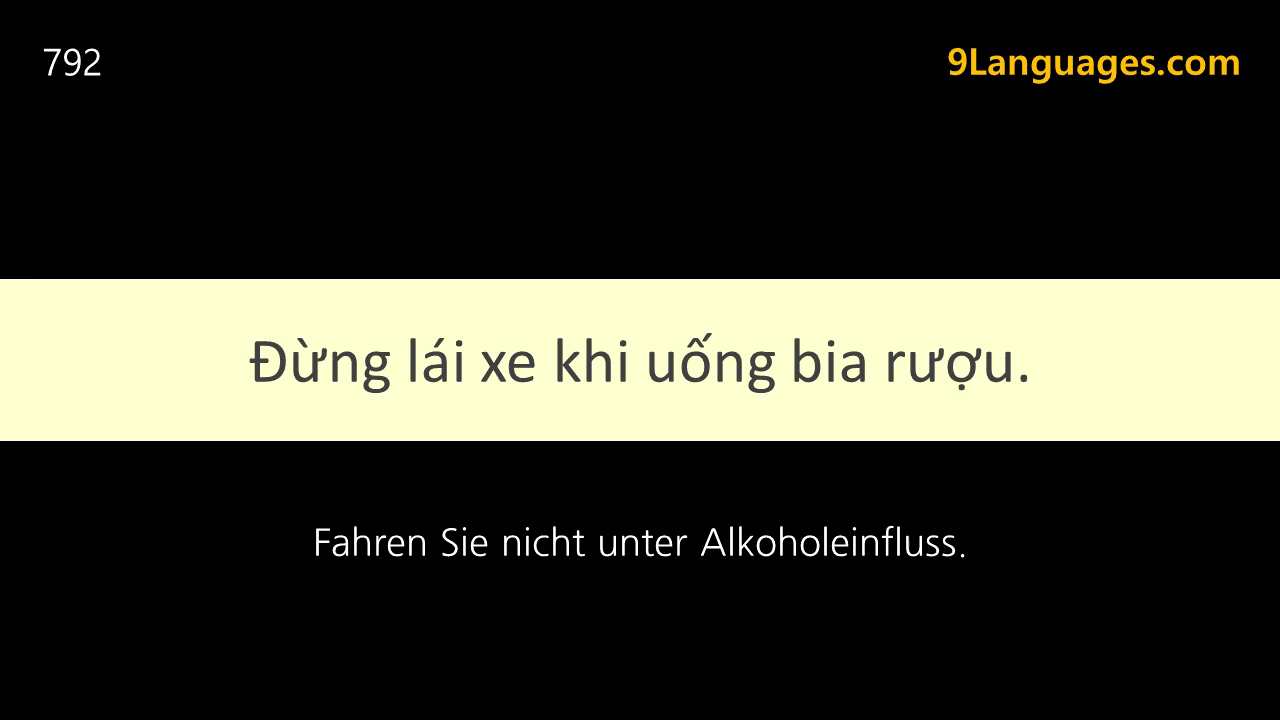 792
9Languages.com
Đừng lái xe khi uống bia rượu.
Fahren Sie nicht unter Alkoholeinfluss.